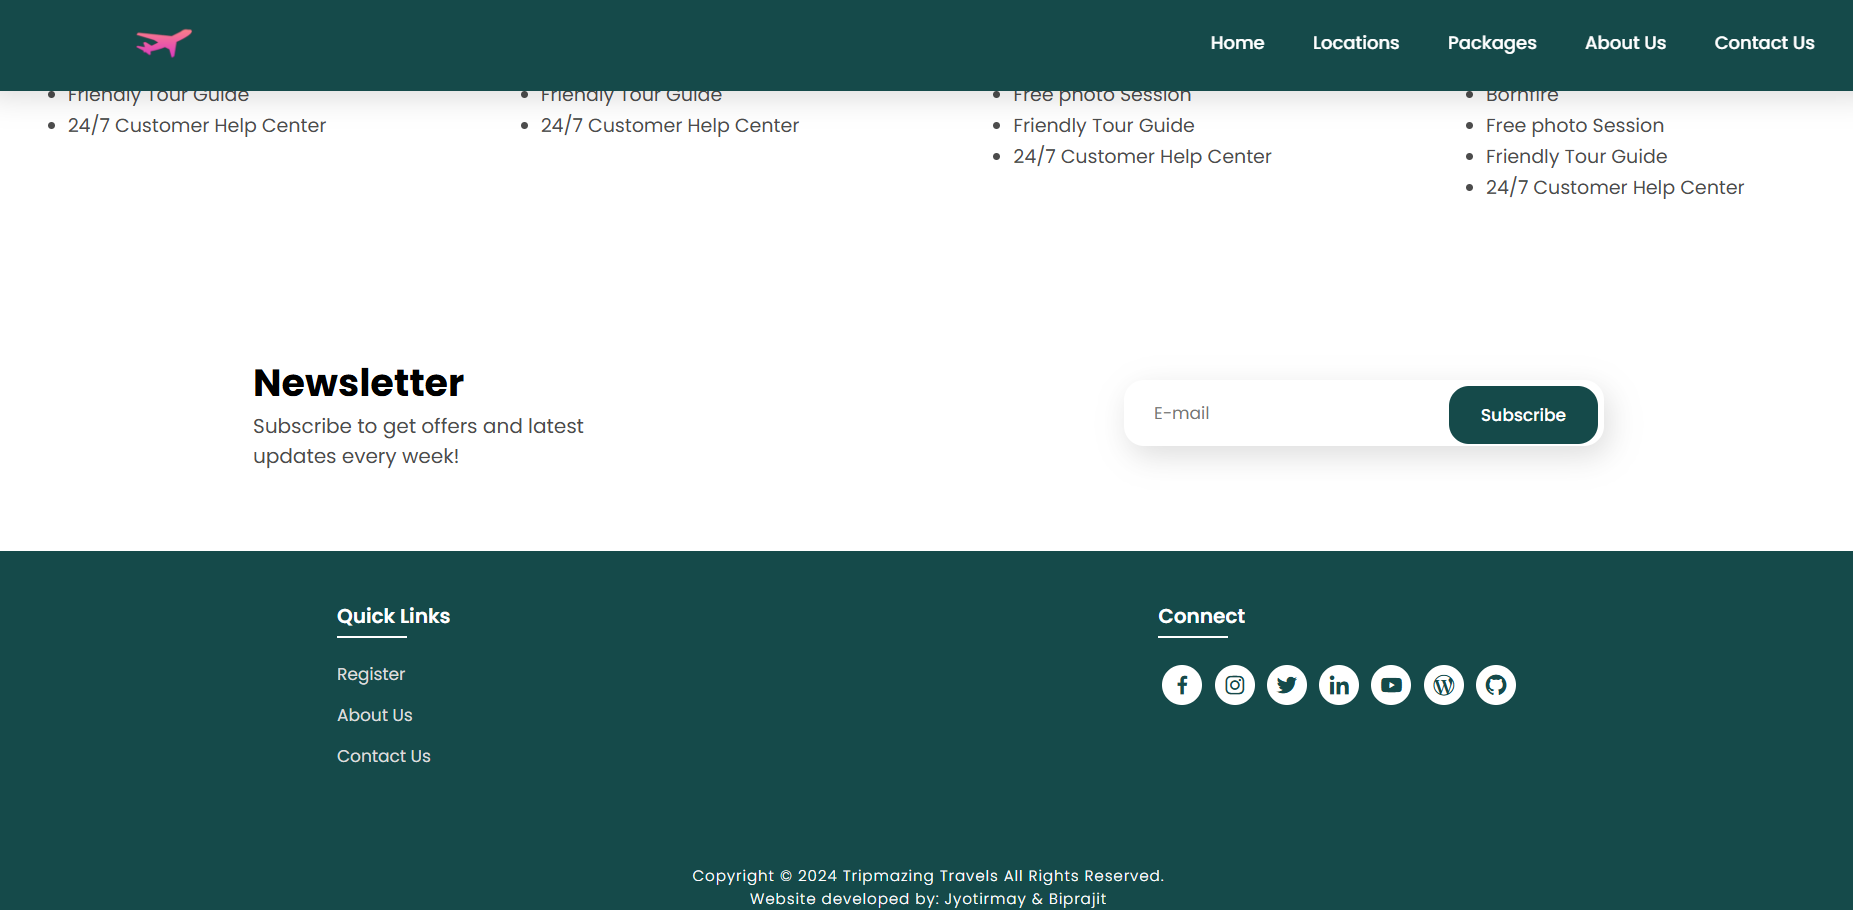 Home Locations Packages About Us Contact Us
Friendly Tour Guide
24/7 Customer Help Center
Friendly Tour Guide
24/7 Customer Help Center
Free photo Session
Friendly Tour Guide
24/7 Customer Help Center
Bornfire
Free photo Session
Friendly Tour Guide
24/7 Customer Help Center
Newsletter
Subscribe to get offers and latest
updates every week!
E-mail
Subscribe
Quick Links
Register
About Us
Contact Us
Connect
Copyright © 2024 Tripmazing Travels All Rights Reserved.
Website developed by: Jyotirmay & Biprajit